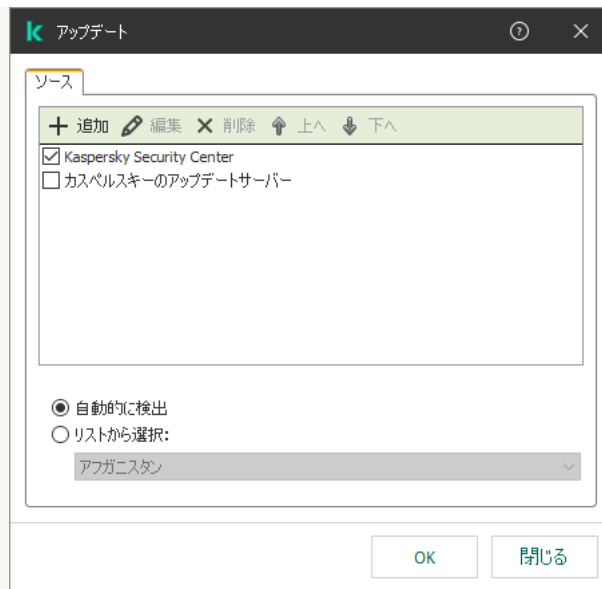 アップデート
ソース
追加 編集 削除 上へ 下へ
Kaspersky Security Center
カスペルスキーのアップデートサーバー
自動的に検出
リストから選択:
アフガニスタン
OK 閉じる